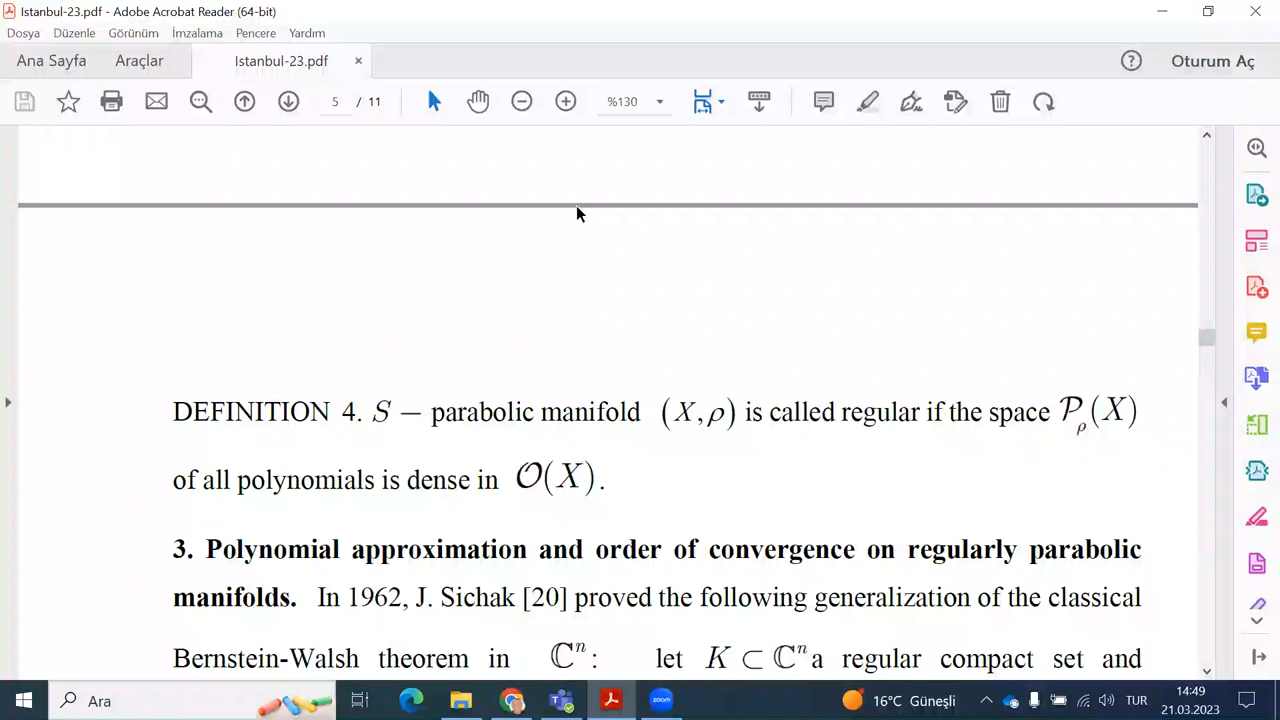 Istanbul-23.pdf - Adobe Acrobat Reader (64-bit)
Dosya Düzenle Görünüm İmzalama Pencere Yardım
Ana Sayfa Araçlar Istanbul-23.pdf × Oturum Aç
5 / 11 %130
DEFINITION 4. S – parabolic manifold (X, ρ) is called regular if the space 𝒫ρ(X)
of all polynomials is dense in 𝒪(X).
3. Polynomial approximation and order of convergence on regularly parabolic
manifolds. In 1962, J. Sichak [20] proved the following generalization of the classical
Bernstein-Walsh theorem in ℂⁿ: let K ⊂ ℂⁿ a regular compact set and
Ara zoom 16°C Güneşli TUR 14:49
21.03.2023